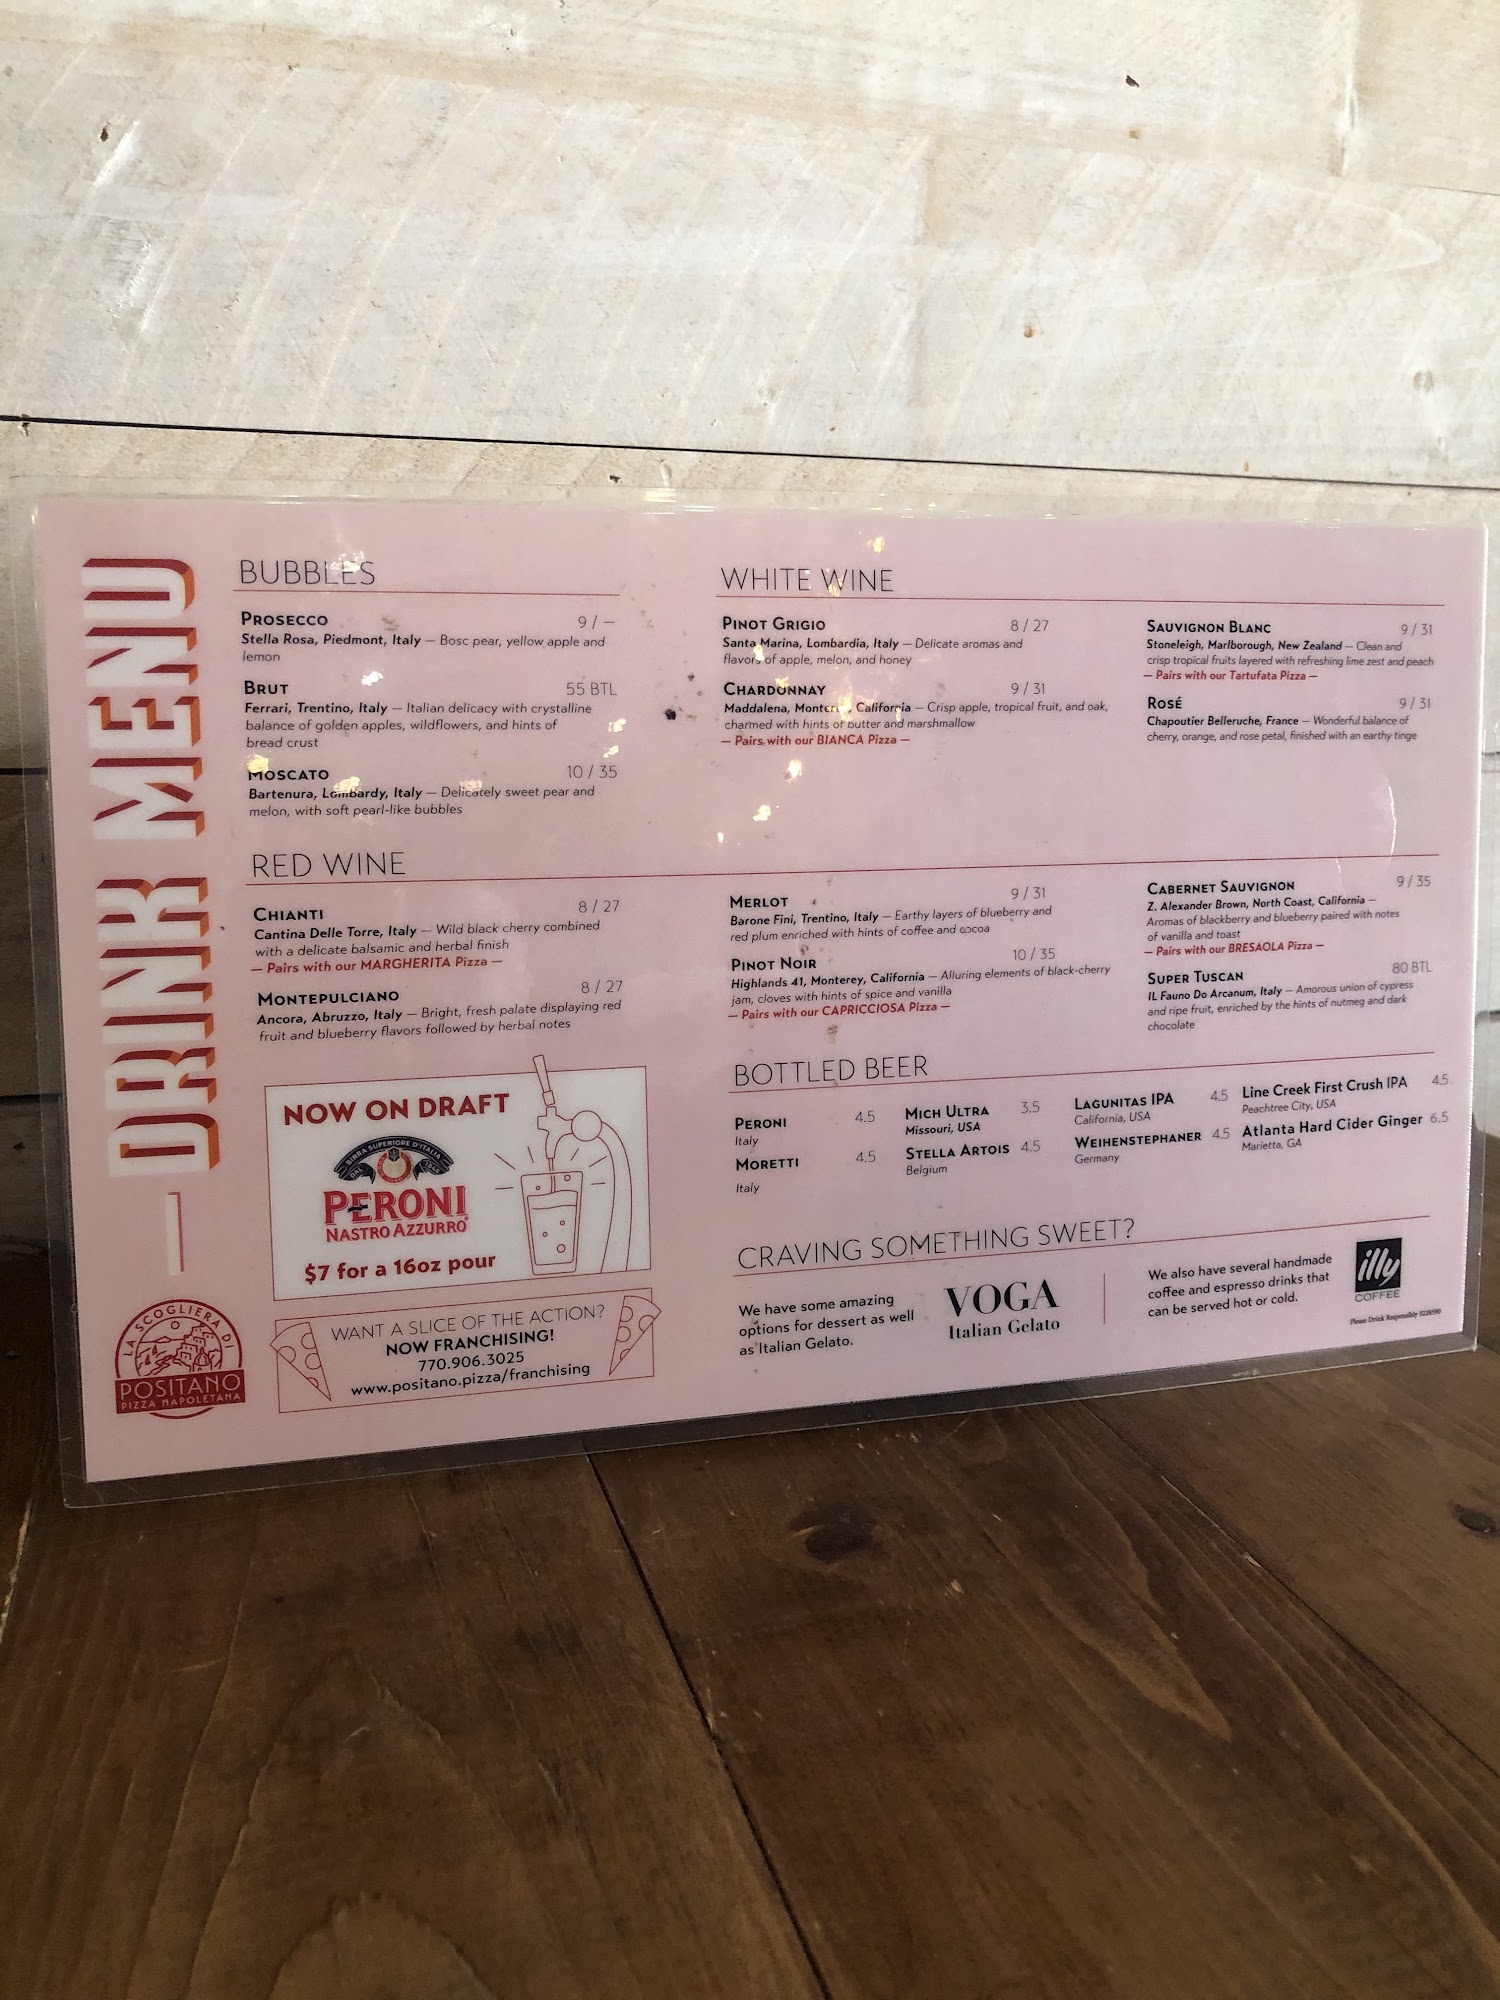 DRINK MENU
LA SCOGLIERA DI
POSITANO
PIZZA NAPOLETANA
BUBBLES
PROSECCO 9 / —
Stella Rosa, Piedmont, Italy — Bosc pear, yellow apple and
lemon
BRUT 55 BTL
Ferrari, Trentino, Italy — Italian delicacy with crystalline
balance of golden apples, wildflowers, and hints of
bread crust
MOSCATO 10 / 35
Bartenura, Lombardy, Italy — Delicately sweet pear and
melon, with soft pearl-like bubbles
WHITE WINE
PINOT GRIGIO 8 / 27
Santa Marina, Lombardia, Italy — Delicate aromas and
flavors of apple, melon, and honey
CHARDONNAY 9 / 31
Maddalena, Monterey, California — Crisp apple, tropical fruit, and oak,
charmed with hints of butter and marshmallow
— Pairs with our BIANCA Pizza —
SAUVIGNON BLANC 9 / 31
Stoneleigh, Marlborough, New Zealand — Clean and
crisp tropical fruits layered with refreshing lime zest and peach
— Pairs with our Tartufata Pizza —
ROSÉ 9 / 31
Chapoutier Belleruche, France — Wonderful balance of
cherry, orange, and rose petal, finished with an earthy tinge
RED WINE
CHIANTI 8 / 27
Cantina Delle Torre, Italy — Wild black cherry combined
with a delicate balsamic and herbal finish
— Pairs with our MARGHERITA Pizza —
MONTEPULCIANO 8 / 27
Ancora, Abruzzo, Italy — Bright, fresh palate displaying red
fruit and blueberry flavors followed by herbal notes
MERLOT 9 / 31
Barone Fini, Trentino, Italy — Earthy layers of blueberry and
red plum enriched with hints of coffee and cocoa
PINOT NOIR 10 / 35
Highlands 41, Monterey, California — Alluring elements of black-cherry
jam, cloves with hints of spice and vanilla
— Pairs with our CAPRICCIOSA Pizza —
CABERNET SAUVIGNON 9 / 35
Z. Alexander Brown, North Coast, California —
Aromas of blackberry and blueberry paired with notes
of vanilla and toast
— Pairs with our BRESAOLA Pizza —
SUPER TUSCAN 80 BTL
IL Fauno Do Arcanum, Italy — Amorous union of cypress
and ripe fruit, enriched by the hints of nutmeg and dark
chocolate
NOW ON DRAFT
BIRRA SUPERIORE D'ITALIA
DAL 1846
PERONI
NASTRO AZZURRO
$7 for a 16oz pour
WANT A SLICE OF THE ACTION?
NOW FRANCHISING!
770.906.3025
www.positano.pizza/franchising
BOTTLED BEER
PERONI 4.5
Italy
MORETTI 4.5
Italy
MICH ULTRA 3.5
Missouri, USA
STELLA ARTOIS 4.5
Belgium
LAGUNITAS IPA 4.5
California, USA
WEIHENSTEPHANER 4.5
Germany
Line Creek First Crush IPA 4.5
Peachtree City, USA
Atlanta Hard Cider Ginger 6.5
Marietta, GA
CRAVING SOMETHING SWEET?
We have some amazing
options for dessert as well
as Italian Gelato.
VOGA
Italian Gelato
We also have several handmade
coffee and espresso drinks that
can be served hot or cold.
illy
COFFEE
Please Drink Responsibly